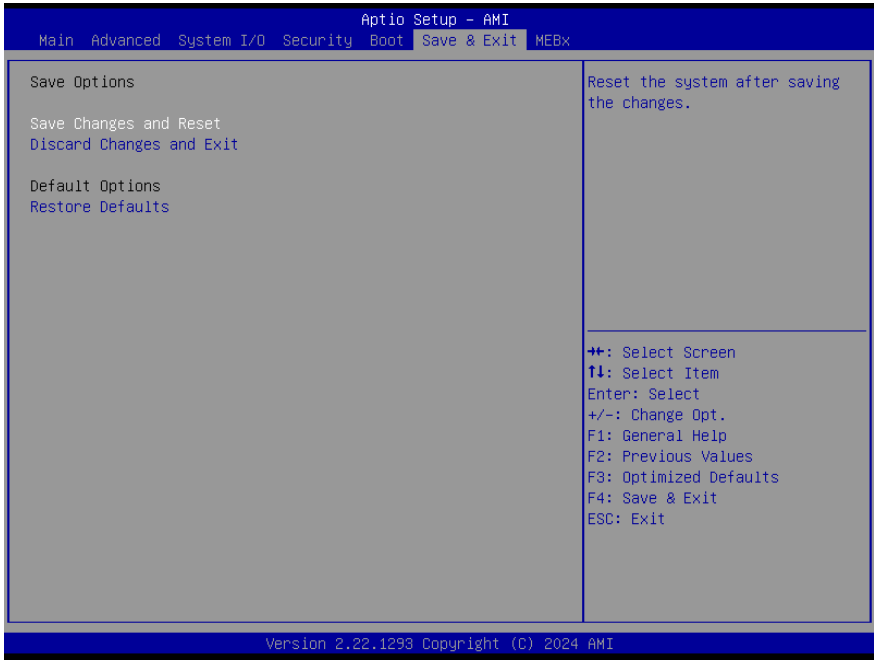 Aptio Setup – AMI
Main Advanced System I/O Security Boot Save & Exit MEBx
Save Options
Save Changes and Reset
Discard Changes and Exit
Default Options
Restore Defaults
Reset the system after saving
the changes.
→←: Select Screen
↑↓: Select Item
Enter: Select
+/-: Change Opt.
F1: General Help
F2: Previous Values
F3: Optimized Defaults
F4: Save & Exit
ESC: Exit
Version 2.22.1293 Copyright (C) 2024 AMI